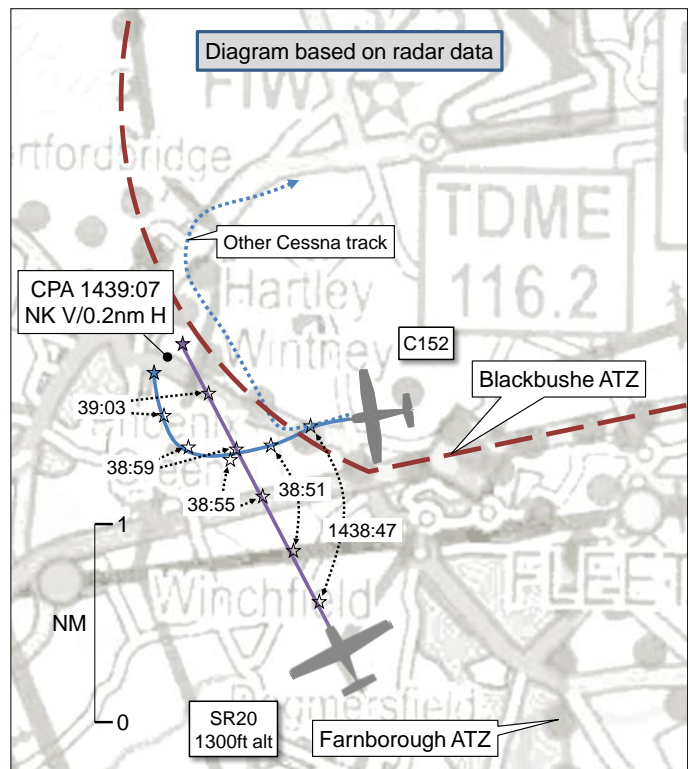 Diagram based on radar data
FIW
ertfordbridge
TDME
116.2
Other Cessna track
CPA 1439:07
NK V/0.2nm H
Hartley
Wintney
C152
Blackbushe ATZ
39:03
38:59
38:55
38:51
1438:47
1
NM
0
Winchfield
FLEET
SR20
1300ft alt
Farnborough ATZ